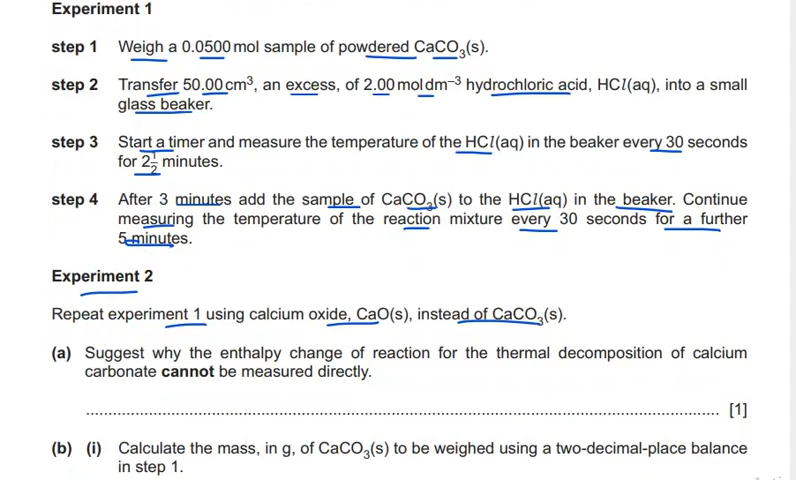 Experiment 1
step 1 Weigh a 0.0500 mol sample of powdered CaCO₃(s).
step 2 Transfer 50.00 cm³, an excess, of 2.00 mol dm⁻³ hydrochloric acid, HCl(aq), into a small
glass beaker.
step 3 Start a timer and measure the temperature of the HCl(aq) in the beaker every 30 seconds
for 2½ minutes.
step 4 After 3 minutes add the sample of CaCO₃(s) to the HCl(aq) in the beaker. Continue
measuring the temperature of the reaction mixture every 30 seconds for a further
5 minutes.
Experiment 2
Repeat experiment 1 using calcium oxide, CaO(s), instead of CaCO₃(s).
(a) Suggest why the enthalpy change of reaction for the thermal decomposition of calcium
carbonate cannot be measured directly.
...................................................................................................................................... [1]
(b) (i) Calculate the mass, in g, of CaCO₃(s) to be weighed using a two-decimal-place balance
in step 1.